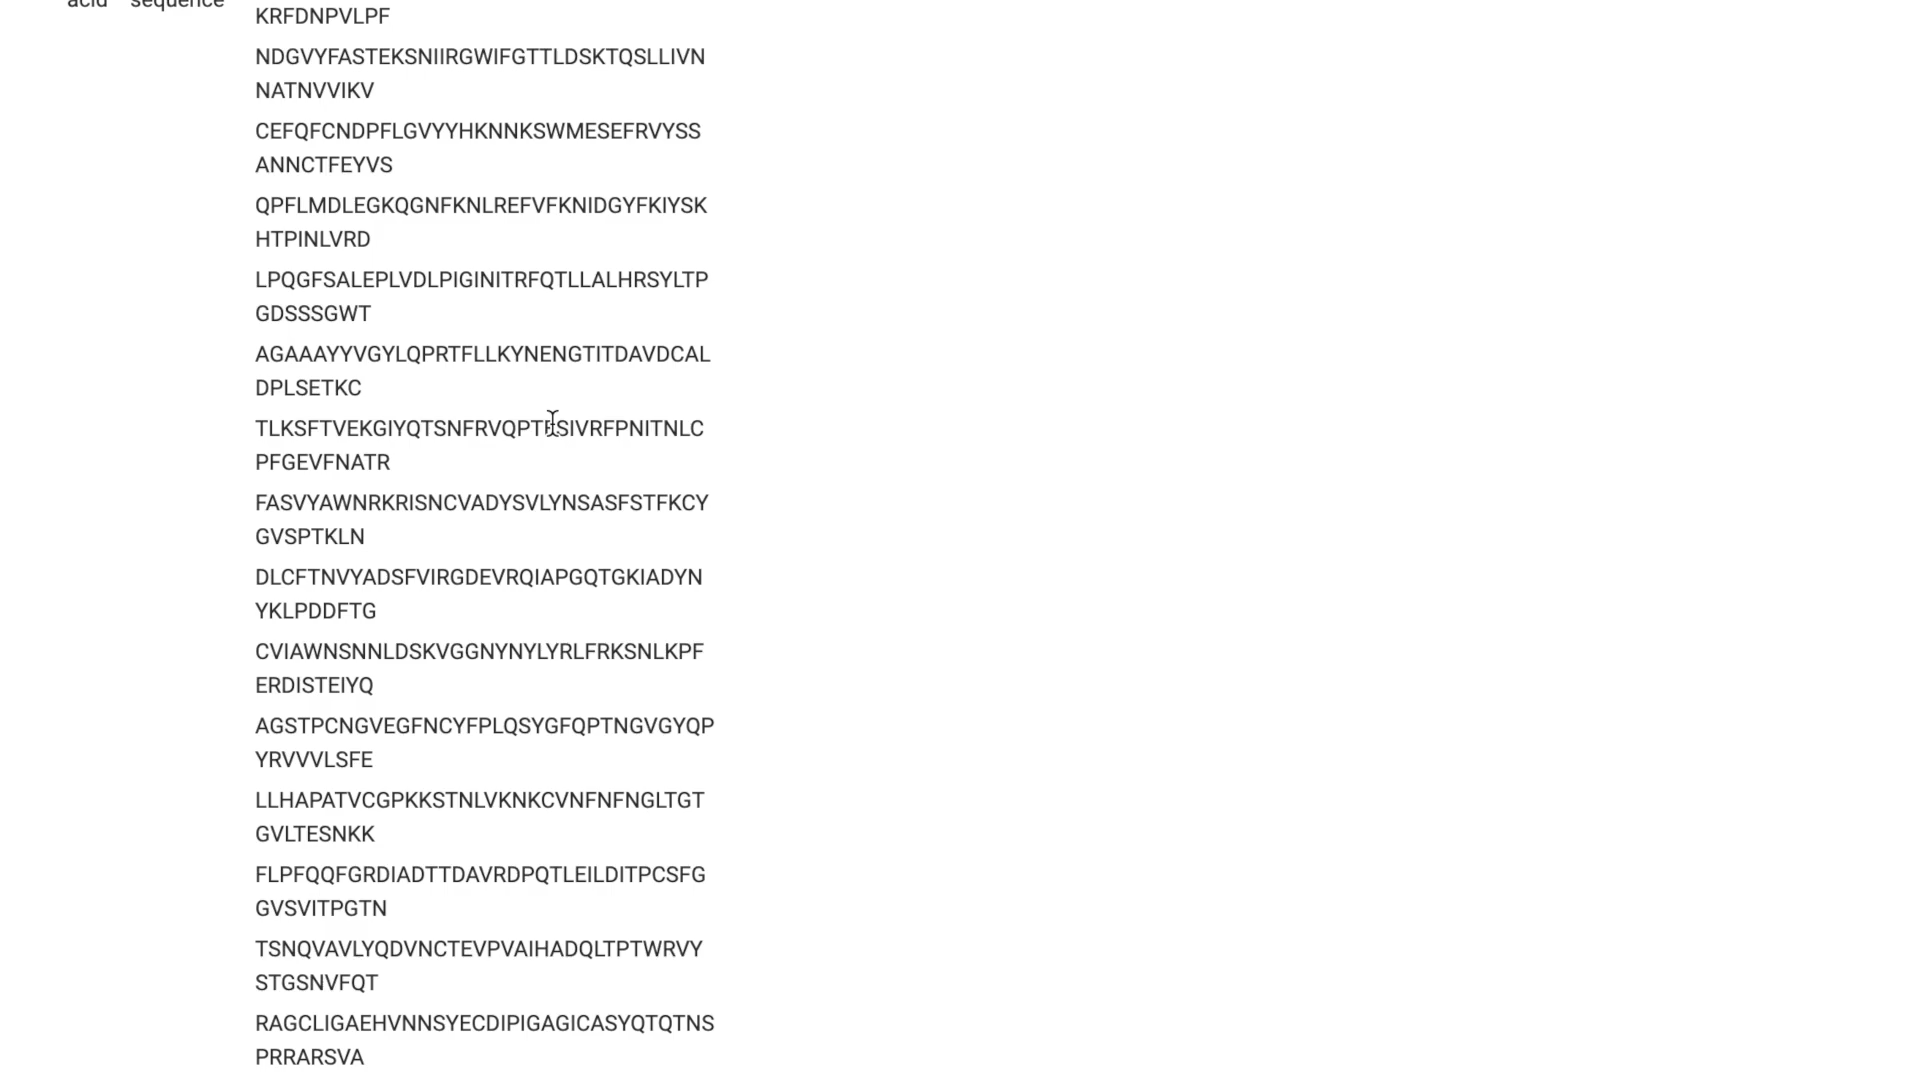 acid sequence
KRFDNPVLPF
NDGVYFASTEKSNIIRGWIFGTTLDSKTQSLLIVN
NATNVVIKV
CEFQFCNDPFLGVYYHKNNKSWMESEFRVYSS
ANNCTFEYVS
QPFLMDLEGKQGNFKNLREFVFKNIDGYFKIYSK
HTPINLVRD
LPQGFSALEPLVDLPIGINITRFQTLLALHRSYLTP
GDSSSGWT
AGAAAYYVGYLQPRTFLLKYNENGTITDAVDCAL
DPLSETKC
TLKSFTVEKGIYQTSNFRVQPTESIVRFPNITNLC
PFGEVFNATR
FASVYAWNRKRISNCVADYSVLYNSASFSTFKCY
GVSPTKLN
DLCFTNVYADSFVIRGDEVRQIAPGQTGKIADYN
YKLPDDFTG
CVIAWNSNNLDSKVGGNYNYLYRLFRKSNLKPF
ERDISTEIYQ
AGSTPCNGVEGFNCYFPLQSYGFQPTNGVGYQP
YRVVVLSFE
LLHAPATVCGPKKSTNLVKNKCVNFNFNGLTGT
GVLTESNKK
FLPFQQFGRDIADTTDAVRDPQTLEILDITPCSFG
GVSVITPGTN
TSNQVAVLYQDVNCTEVPVAIHADQLTPTWRVY
STGSNVFQT
RAGCLIGAEHVNNSYECDIPIGAGICASYQTQTNS
PRRARSVA